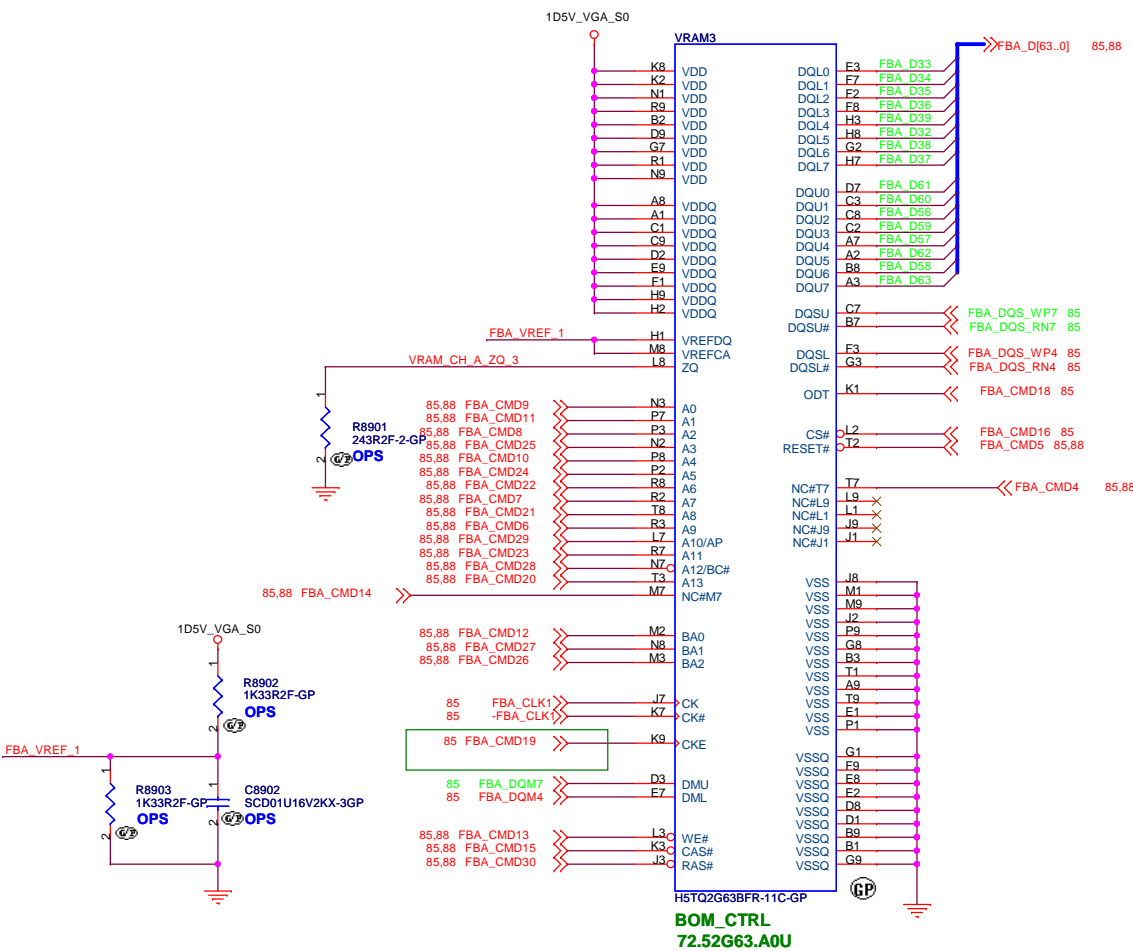 1D5V_VGA_S0
VRAM3
FBA_D[63..0] 85,88
K8 VDD DQL0 E3 FBA_D33
K2 VDD DQL1 F7 FBA_D34
N1 VDD DQL2 F2 FBA_D35
R9 VDD DQL3 F8 FBA_D36
B2 VDD DQL4 H3 FBA_D39
D9 VDD DQL5 H8 FBA_D32
G7 VDD DQL6 G2 FBA_D38
R1 VDD DQL7 H7 FBA_D37
N9 VDD
DQU0 D7 FBA_D61
A8 VDDQ DQU1 C3 FBA_D60
A1 VDDQ DQU2 C8 FBA_D56
C1 VDDQ DQU3 C2 FBA_D59
C9 VDDQ DQU4 A7 FBA_D57
D2 VDDQ DQU5 A2 FBA_D62
E9 VDDQ DQU6 B8 FBA_D58
F1 VDDQ DQU7 A3 FBA_D63
H9 VDDQ
H2 VDDQ DQSU C7 FBA_DQS_WP7 85
DQSU# B7 FBA_DQS_RN7 85
FBA_VREF_1 H1 VREFDQ
M8 VREFCA DQSL F3 FBA_DQS_WP4 85
VRAM_CH_A_ZQ_3 L8 ZQ DQSL# G3 FBA_DQS_RN4 85
ODT K1 FBA_CMD18 85
1
85,88 FBA_CMD9 N3 A0
85,88 FBA_CMD11 P7 A1
R8901 85,88 FBA_CMD8 P3 A2 CS# L2 FBA_CMD16 85
243R2F-2-GP 85,88 FBA_CMD25 N2 A3 RESET# T2 FBA_CMD5 85,88
2 G/P OPS 85,88 FBA_CMD10 P8 A4
85,88 FBA_CMD24 P2 A5
85,88 FBA_CMD22 R8 A6 NC#T7 T7 FBA_CMD4 85,88
85,88 FBA_CMD7 R2 A7 NC#L9 L9
85,88 FBA_CMD21 T8 A8 NC#L1 L1
85,88 FBA_CMD6 R3 A9 NC#J9 J9
85,88 FBA_CMD29 L7 A10/AP NC#J1 J1
85,88 FBA_CMD23 R7 A11
85,88 FBA_CMD28 N7 A12/BC#
85,88 FBA_CMD20 T3 A13 VSS J8
85,88 FBA_CMD14 M7 NC#M7 VSS M1
VSS M9
VSS J2
1D5V_VGA_S0
85,88 FBA_CMD12 M2 BA0 VSS P9
85,88 FBA_CMD27 N8 BA1 VSS G8
85,88 FBA_CMD26 M3 BA2 VSS B3
1
VSS T1
R8902 VSS A9
1K33R2F-GP 85 FBA_CLK1 J7 CK VSS T9
OPS 85 -FBA_CLK1 K7 CK# VSS E1
2 G/P VSS P1
85 FBA_CMD19 K9 CKE
FBA_VREF_1 VSSQ G1
VSSQ F9
1 1
R8903 C8902 85 FBA_DQM7 D3 DMU VSSQ E8
1K33R2F-GP SCD01U16V2KX-3GP 85 FBA_DQM4 E7 DML VSSQ E2
OPS G/P OPS VSSQ D8
2 G/P 2 VSSQ D1
85,88 FBA_CMD13 L3 WE# VSSQ B9
85,88 FBA_CMD15 K3 CAS# VSSQ B1
85,88 FBA_CMD30 J3 RAS# VSSQ G9
GP
H5TQ2G63BFR-11C-GP
BOM_CTRL
72.52G63.A0U